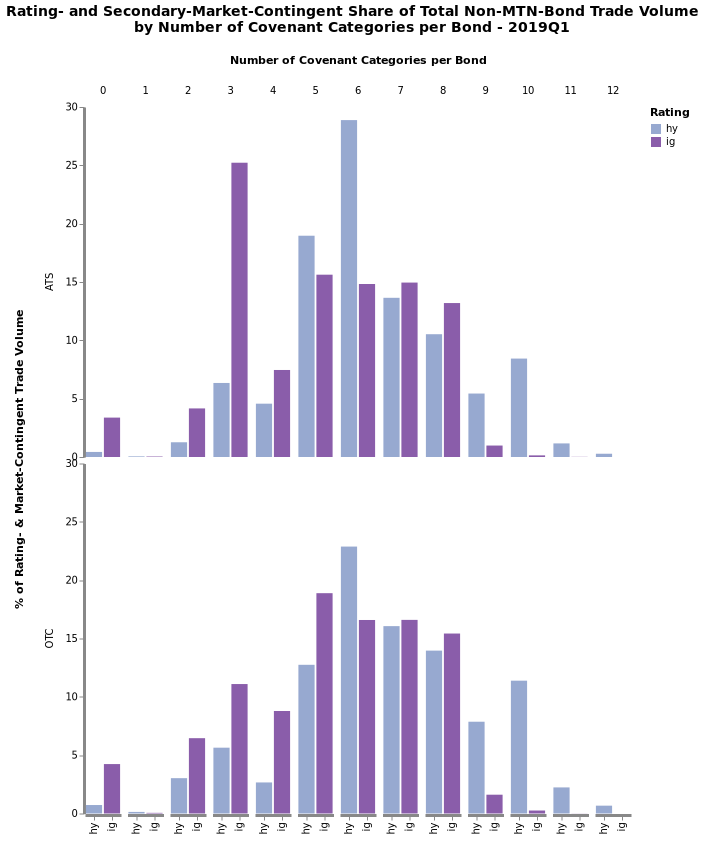 Rating- and Secondary-Market-Contingent Share of Total Non-MTN-Bond Trade Volume
by Number of Covenant Categories per Bond - 2019Q1
Number of Covenant Categories per Bond
0 1 2 3 4 5 6 7 8 9 10 11 12
Rating
hy
ig
% of Rating- & Market-Contingent Trade Volume
ATS
30
25
20
15
10
5
0
OTC
30
25
20
15
10
5
0
hy ig hy ig hy ig hy ig hy ig hy ig hy ig hy ig hy ig hy ig hy ig hy ig hy ig